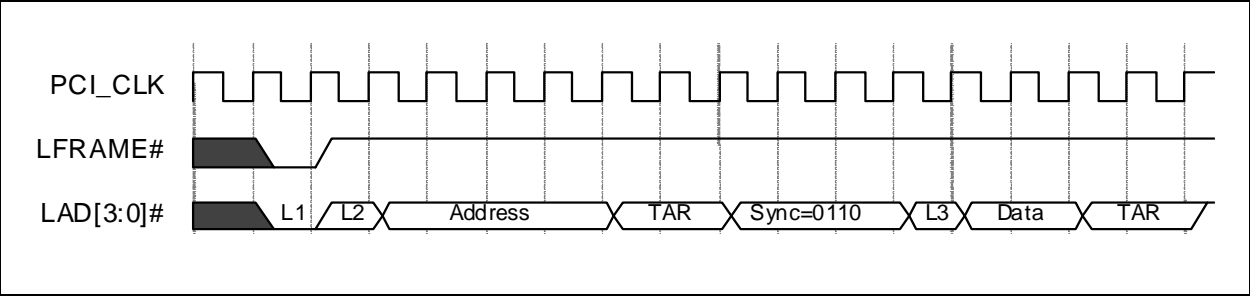 PCI_CLK
LFRAME#
LAD[3:0]# L1 L2 Address TAR Sync=0110 L3 Data TAR